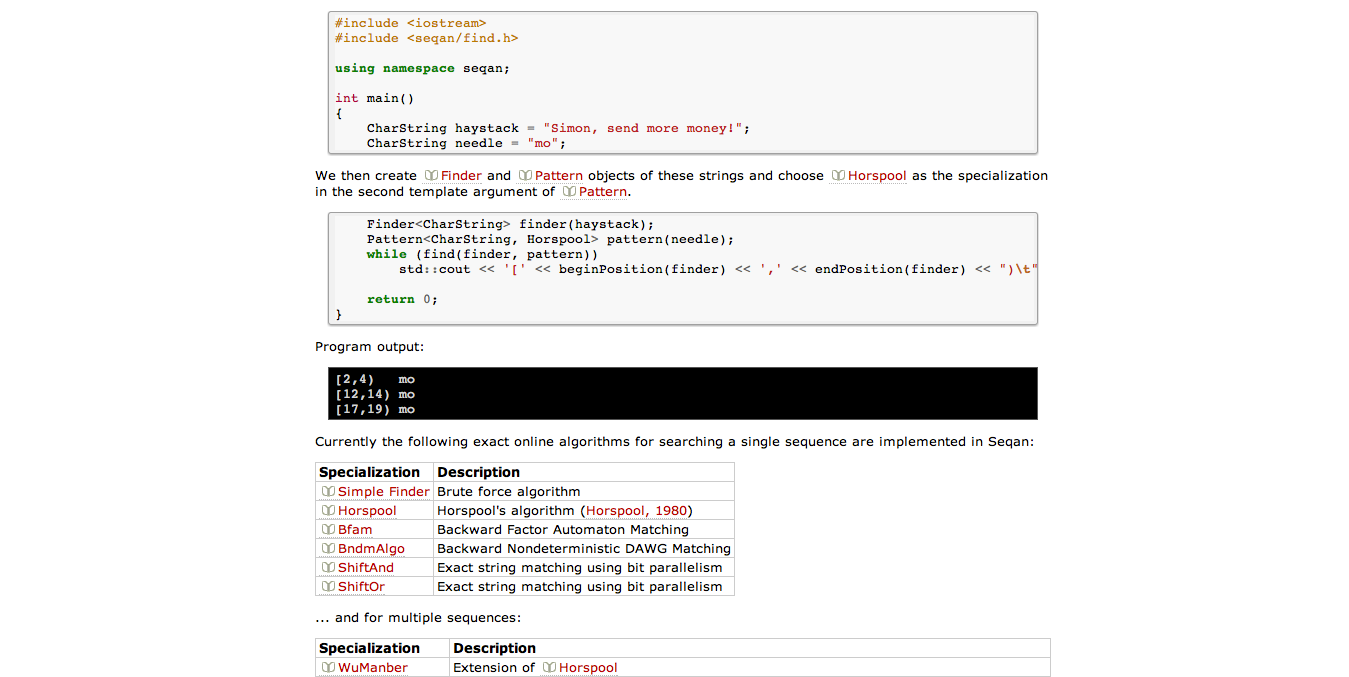 #include <iostream>
#include <seqan/find.h>
using namespace seqan;
int main()
{
CharString haystack = "Simon, send more money!";
CharString needle = "mo";
We then create Finder and Pattern objects of these strings and choose Horspool as the specialization
in the second template argument of Pattern.
Finder<CharString> finder(haystack);
Pattern<CharString, Horspool> pattern(needle);
while (find(finder, pattern))
std::cout << '[' << beginPosition(finder) << ',' << endPosition(finder) << ")\t"
return 0;
}
Program output:
[2,4) mo
[12,14) mo
[17,19) mo
Currently the following exact online algorithms for searching a single sequence are implemented in Seqan:
Specialization Description
Simple Finder Brute force algorithm
Horspool Horspool's algorithm (Horspool, 1980)
Bfam Backward Factor Automaton Matching
BndmAlgo Backward Nondeterministic DAWG Matching
ShiftAnd Exact string matching using bit parallelism
ShiftOr Exact string matching using bit parallelism
... and for multiple sequences:
Specialization Description
WuManber Extension of Horspool